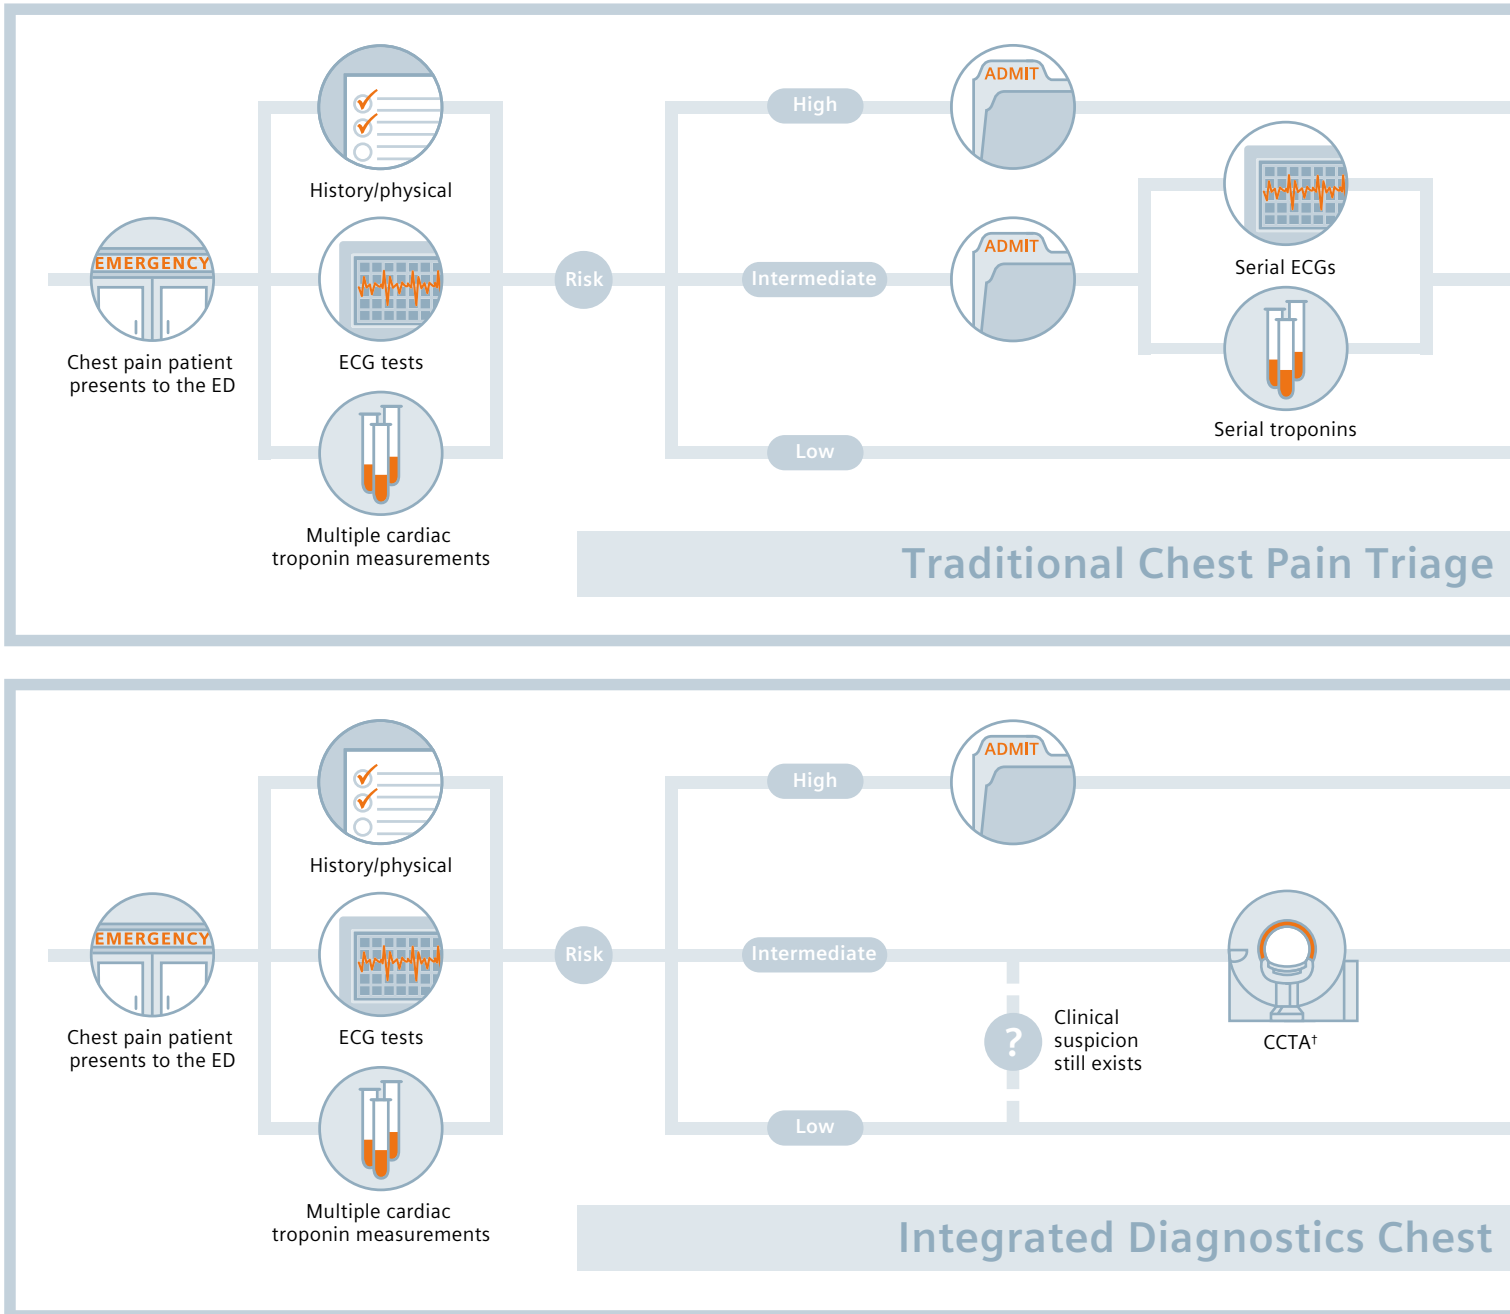 ADMIT
High
History/physical
EMERGENCY
ADMIT
Serial ECGs
Risk
Intermediate
Chest pain patient
presents to the ED
ECG tests
Serial troponins
Low
Multiple cardiac
troponin measurements
Traditional Chest Pain Triage
ADMIT
High
History/physical
EMERGENCY
Risk
Intermediate
Chest pain patient
presents to the ED
ECG tests
?
Clinical
suspicion
still exists
CCTA†
Low
Multiple cardiac
troponin measurements
Integrated Diagnostics Chest